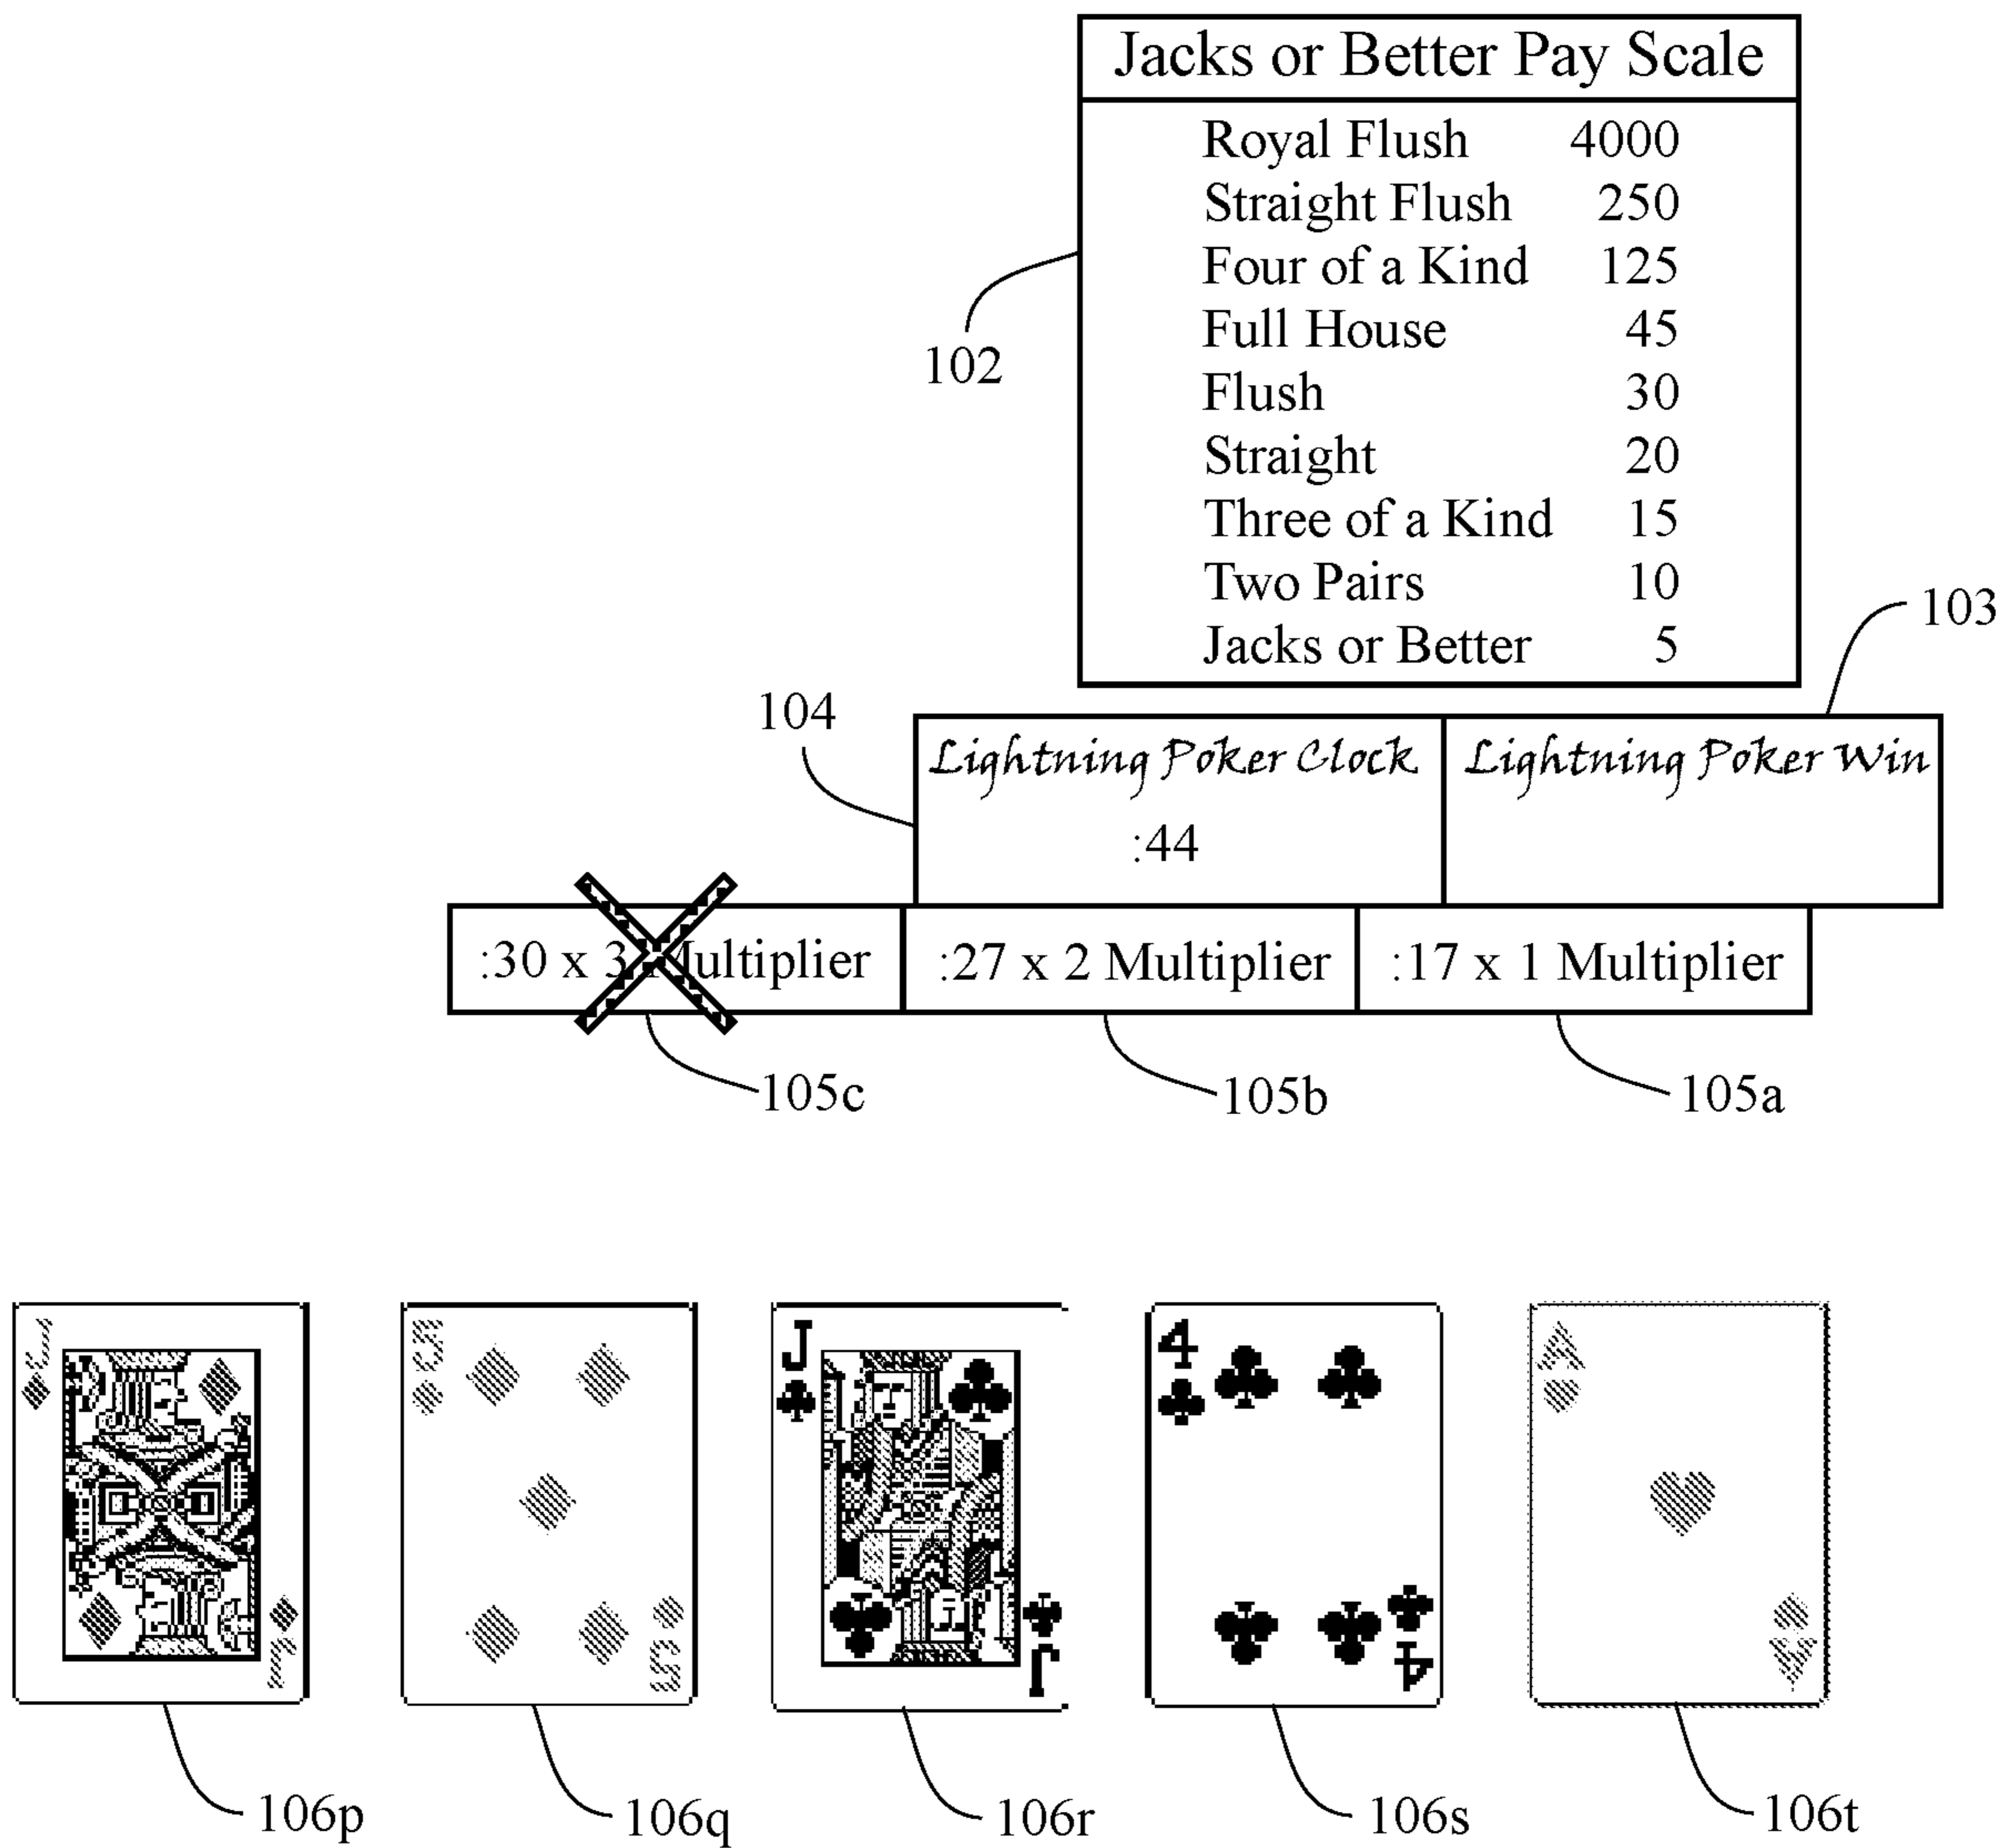 Jacks or Better Pay Scale
Royal Flush 4000
Straight Flush 250
Four of a Kind 125
Full House 45
Flush 30
Straight 20
Three of a Kind 15
Two Pairs 10
Jacks or Better 5
102
103
104
Lightning Poker Clock
:44
Lightning Poker Win
:30 x 3 Multiplier
:27 x 2 Multiplier
:17 x 1 Multiplier
105c
105b
105a
J
J
5
5
J
J
4
4
A
A
106p
106q
106r
106s
106t